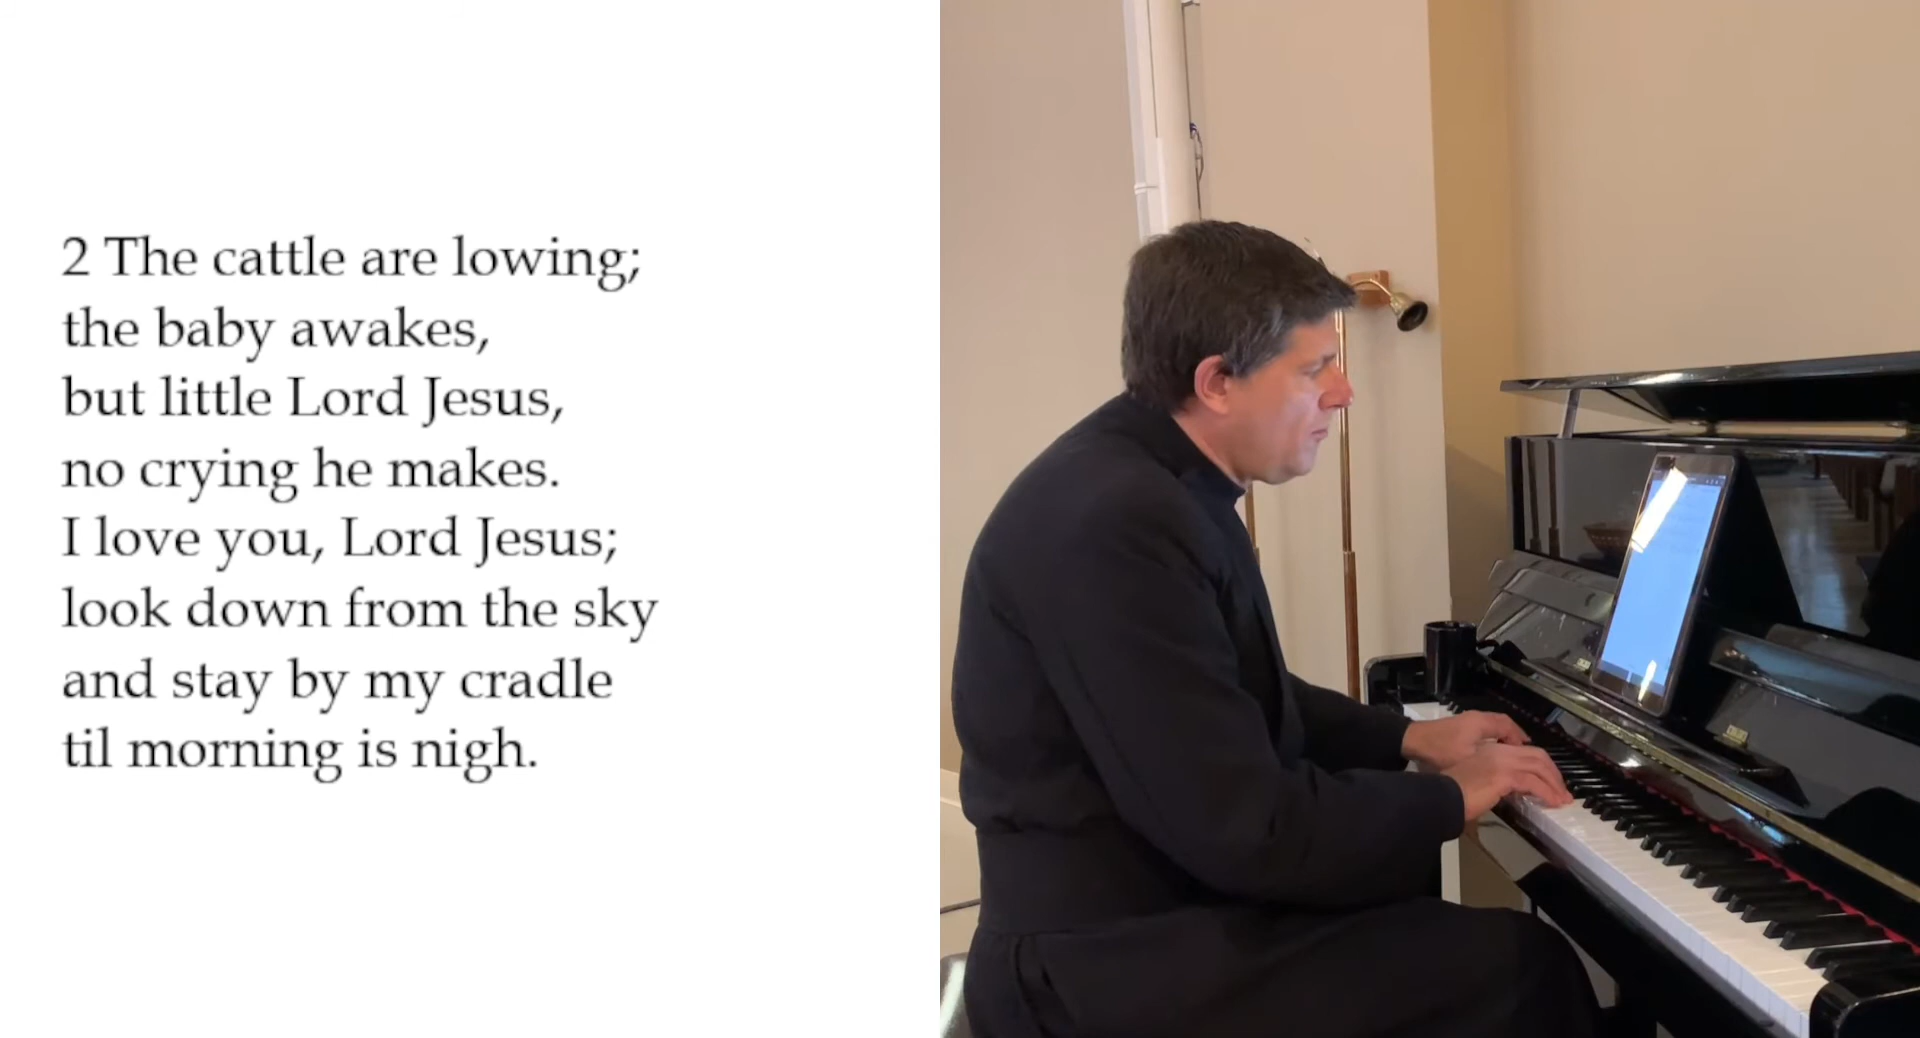 2 The cattle are lowing;
the baby awakes,
but little Lord Jesus,
no crying he makes.
I love you, Lord Jesus;
look down from the sky
and stay by my cradle
til morning is nigh.